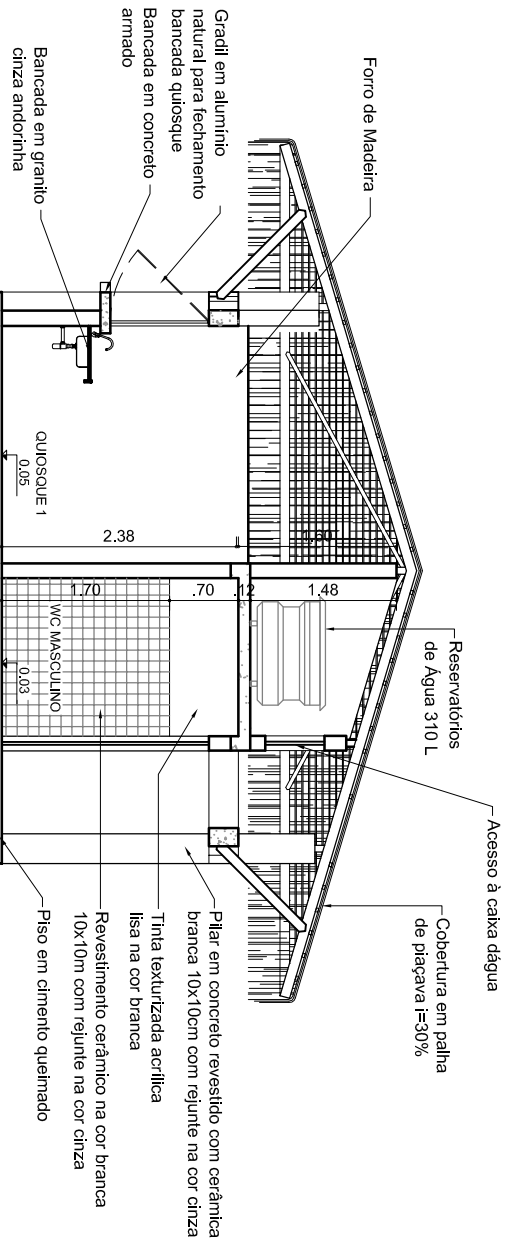 Gradil em alumínio
natural para fechamento
bancada quiosque
Bancada em concreto
armado
Bancada em granito
cinza andorinha
Forro de Madeira
QUIOSQUE 1
0.05
2.38
1.60
1.70
.70
.12
1.48
WC MASCULINO
0.03
Reservatórios
de Água 310 L
Acesso à caixa dágua
Cobertura em palha
de piaçava i=30%
Pilar em concreto revestido com cerâmica
branca 10x10cm com rejunte na cor cinza
Tinta texturizada acrílica
lisa na cor branca
Revestimento cerâmico na cor branca
10x10m com rejunte na cor cinza
Piso em cimento queimado